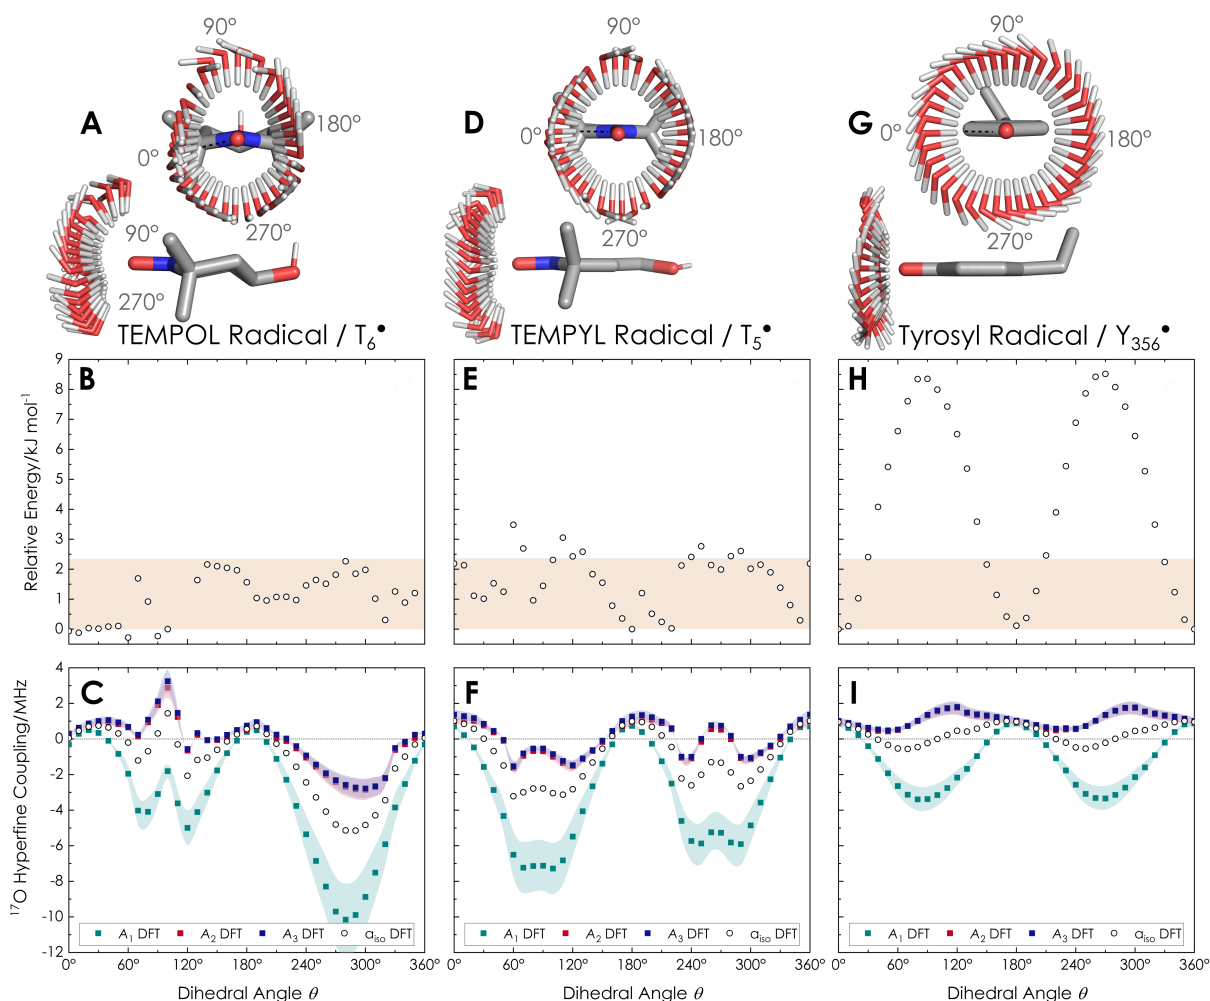 90° 90° 90°
A D G
0° 180° 0° 180° 0° 180°
90° 270° 270° 270°
270°
TEMPOL Radical / T6• TEMPYL Radical / T5• Tyrosyl Radical / Y356•
Relative Energy/kJ mol-1
9
8
7
6
5
4
3
2
1
0
B E H
17O Hyperfine Coupling/MHz
4
2
0
-2
-4
-6
-8
-10
-12
C F I
A1 DFT A2 DFT A3 DFT aiso DFT
A1 DFT A2 DFT A3 DFT aiso DFT
A1 DFT A2 DFT A3 DFT aiso DFT
0° 60° 120° 180° 240° 300° 360° 0° 60° 120° 180° 240° 300° 360° 0° 60° 120° 180° 240° 300° 360°
Dihedral Angle θ Dihedral Angle θ Dihedral Angle θ